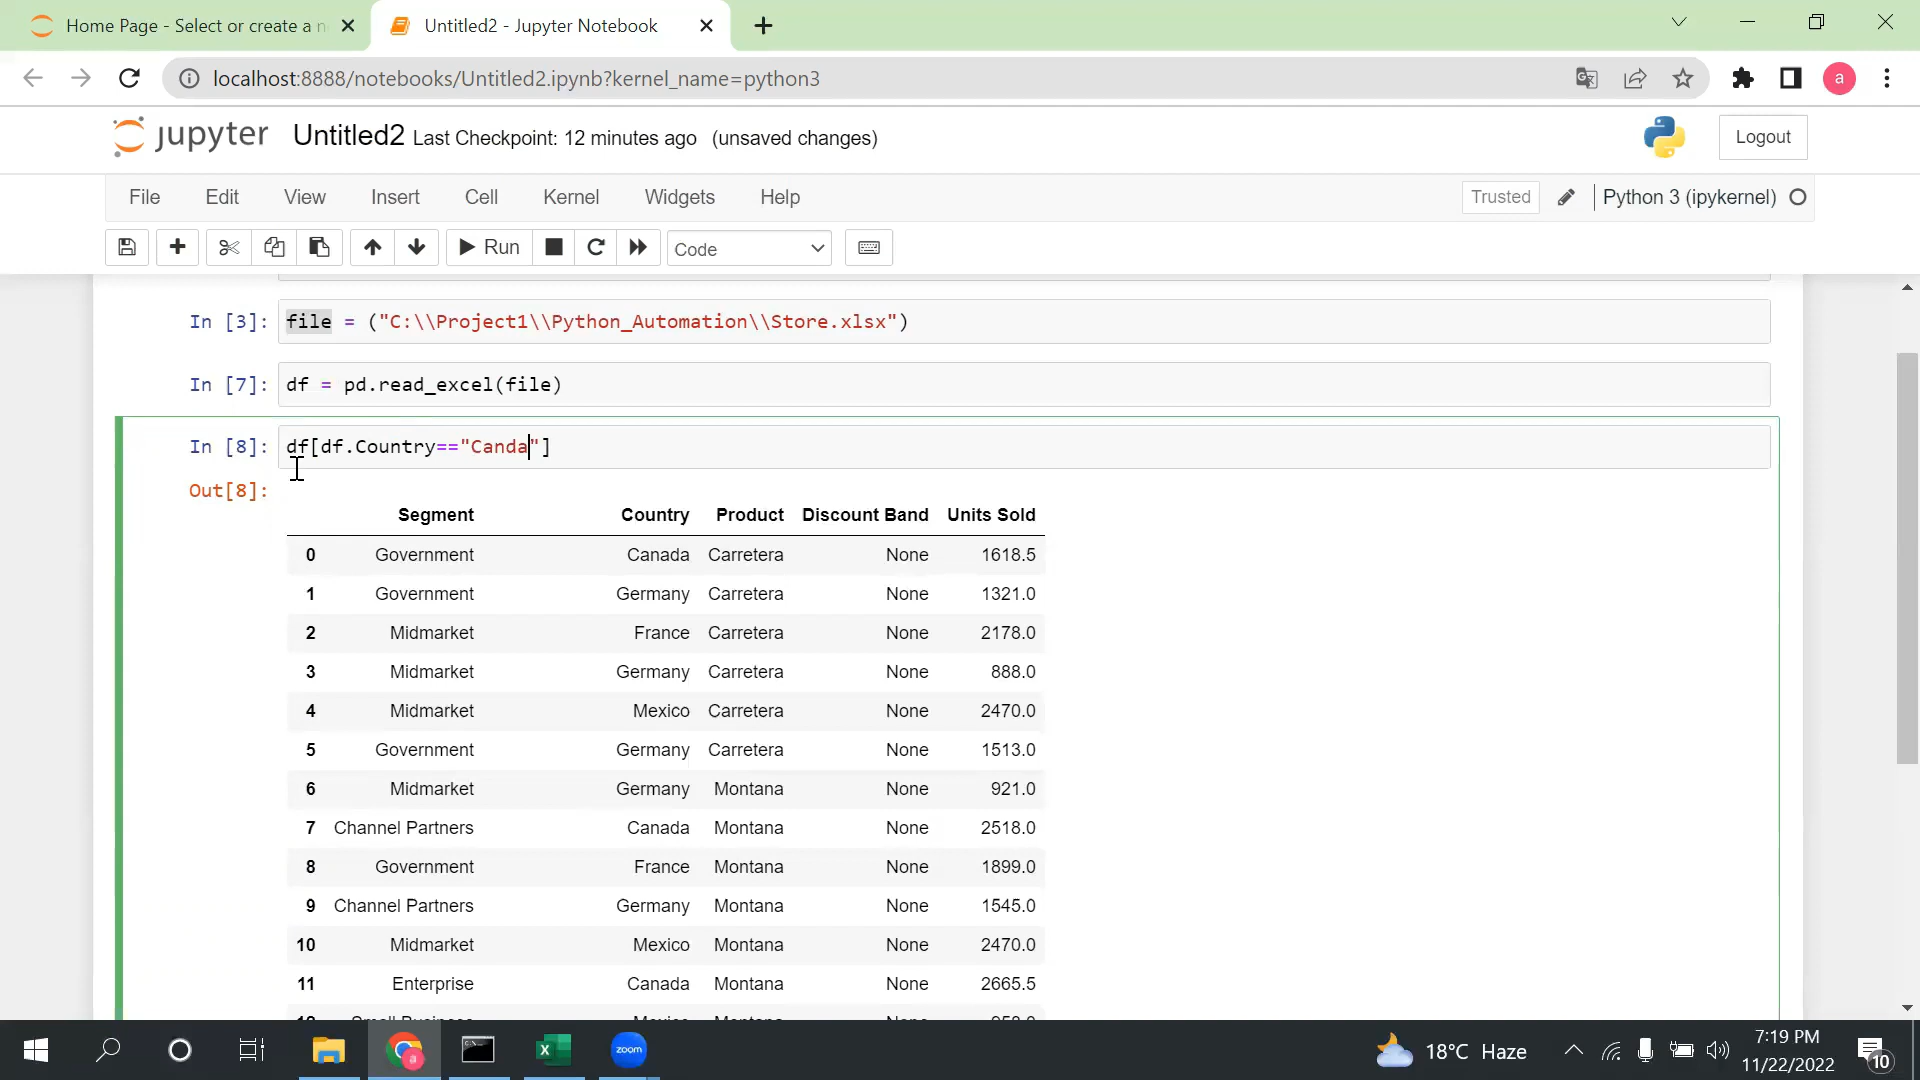 Home Page - Select or create a n
Untitled2 - Jupyter Notebook
localhost:8888/notebooks/Untitled2.ipynb?kernel_name=python3
a
jupyter Untitled2 Last Checkpoint: 12 minutes ago (unsaved changes)
Logout
File Edit View Insert Cell Kernel Widgets Help
Trusted Python 3 (ipykernel)
Run Code
In [3]: file = ("C:\\Project1\\Python_Automation\\Store.xlsx")
In [7]: df = pd.read_excel(file)
In [8]: df[df.Country=="Canda"]
Out[8]:
Segment Country Product Discount Band Units Sold
0 Government Canada Carretera None 1618.5
1 Government Germany Carretera None 1321.0
2 Midmarket France Carretera None 2178.0
3 Midmarket Germany Carretera None 888.0
4 Midmarket Mexico Carretera None 2470.0
5 Government Germany Carretera None 1513.0
6 Midmarket Germany Montana None 921.0
7 Channel Partners Canada Montana None 2518.0
8 Government France Montana None 1899.0
9 Channel Partners Germany Montana None 1545.0
10 Midmarket Mexico Montana None 2470.0
11 Enterprise Canada Montana None 2665.5
a
zoom
18°C Haze
7:19 PM
11/22/2022
10